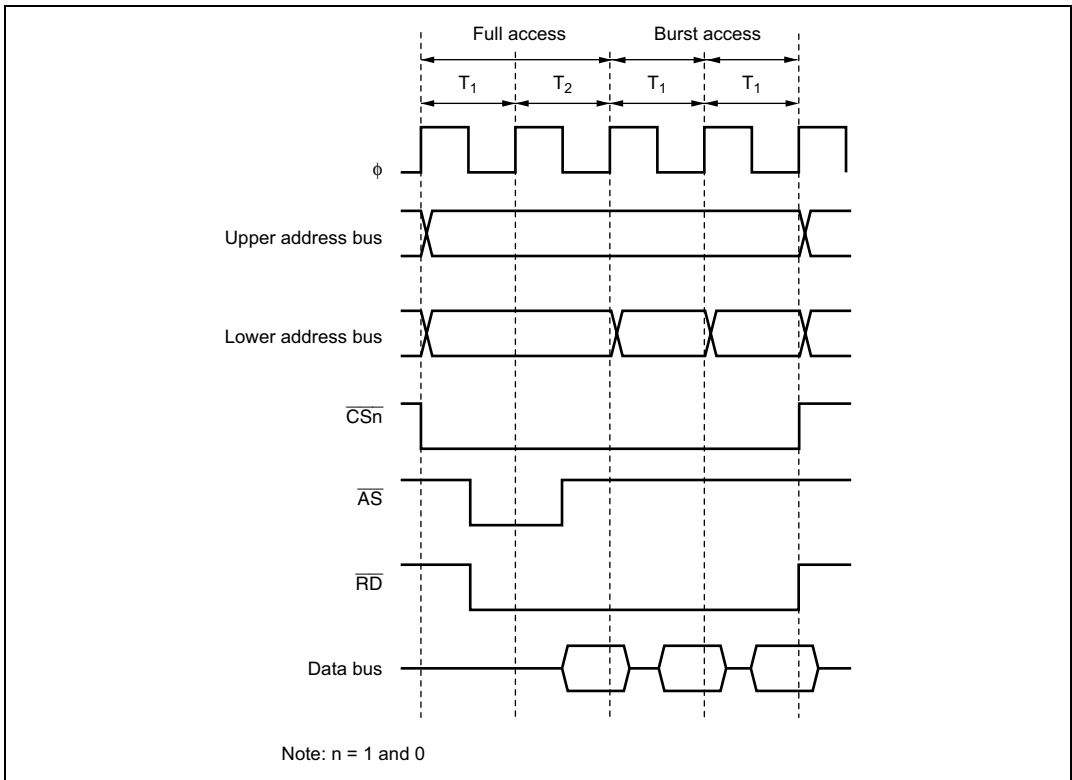 Full access Burst access
T1 T2 T1 T1
ϕ
Upper address bus
Lower address bus
CSn
AS
RD
Data bus
Note: n = 1 and 0